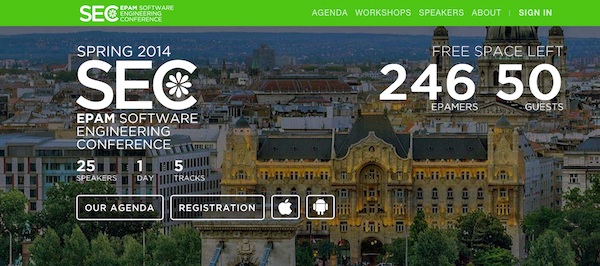 SEC EPAM SOFTWARE
ENGINEERING
CONFERENCE
AGENDA WORKSHOPS SPEAKERS ABOUT | SIGN IN
SPRING 2014
SEC
EPAM SOFTWARE
ENGINEERING
CONFERENCE
25 1 5
SPEAKERS DAY TRACKS
OUR AGENDA REGISTRATION
FREE SPACE LEFT
246 50
EPAMERS GUESTS